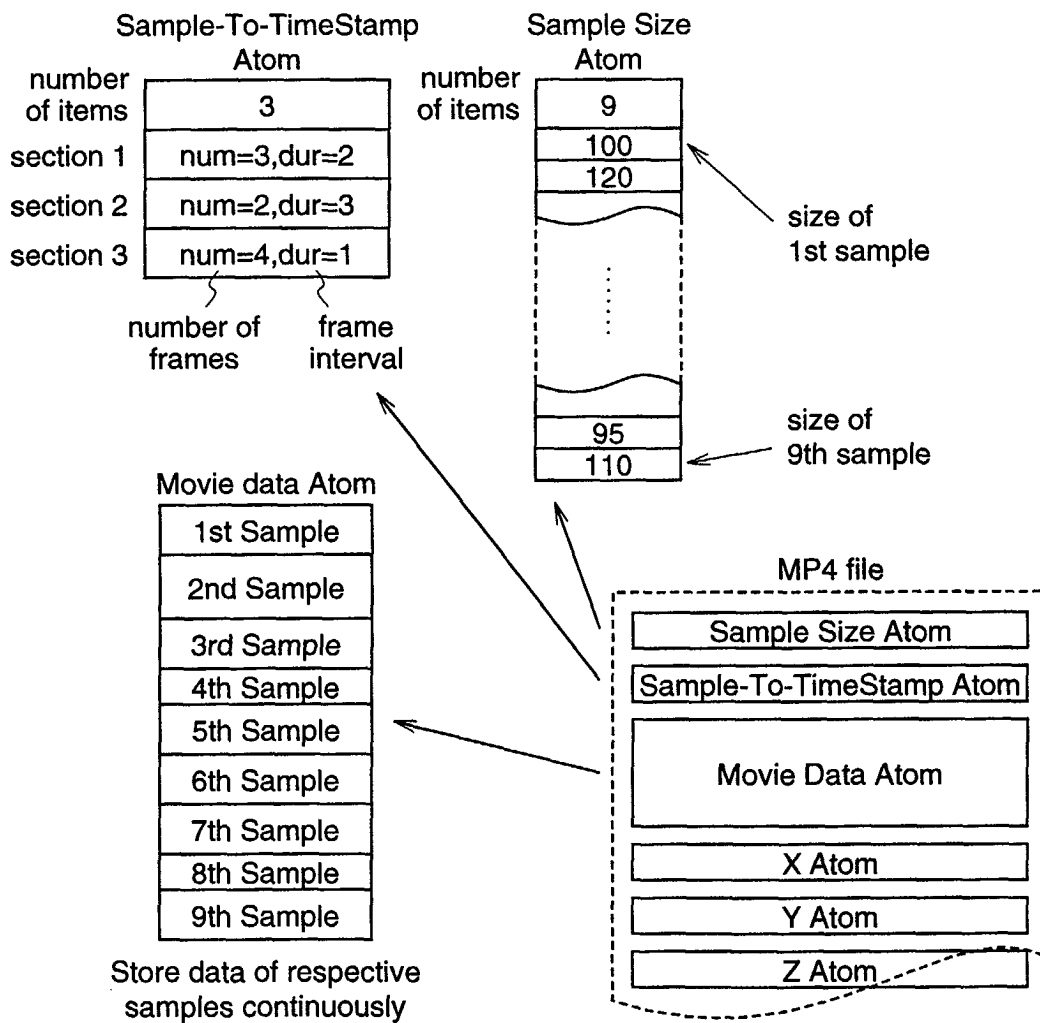 Sample-To-TimeStamp
Atom
number
of items
3
section 1
num=3,dur=2
section 2
num=2,dur=3
section 3
num=4,dur=1
number of
frames
frame
interval
Sample Size
Atom
number
of items
9
100
120
size of
1st sample
95
110
size of
9th sample
Movie data Atom
1st Sample
2nd Sample
3rd Sample
4th Sample
5th Sample
6th Sample
7th Sample
8th Sample
9th Sample
Store data of respective
samples continuously
MP4 file
Sample Size Atom
Sample-To-TimeStamp Atom
Movie Data Atom
X Atom
Y Atom
Z Atom